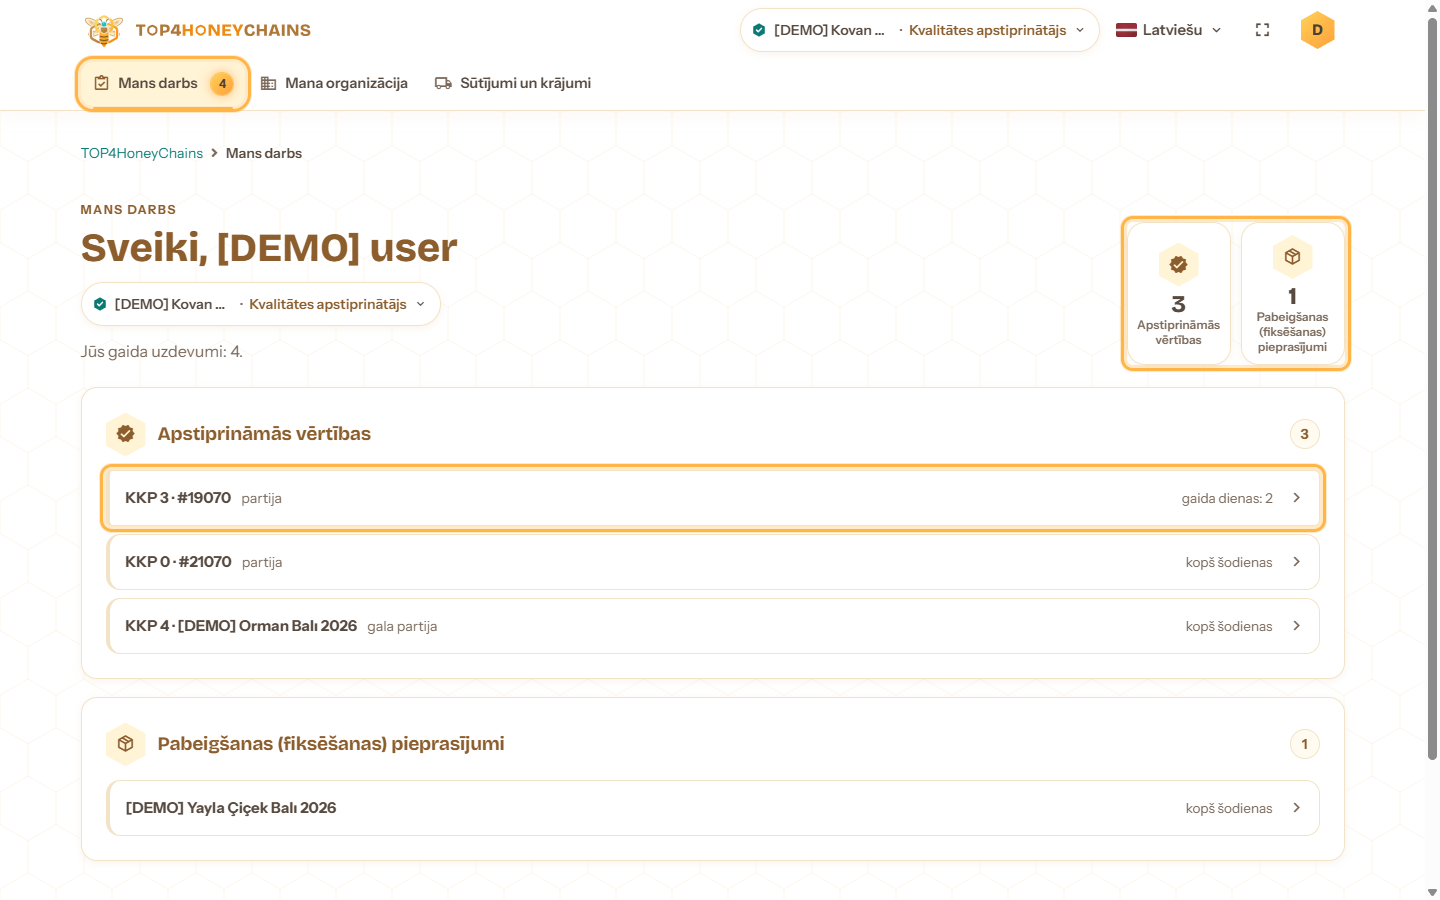 TOP4HONEYCHAINS
[DEMO] Kovan ... · Kvalitātes apstiprinātājs
Latviešu
D
Mans darbs 4
Mana organizācija
Sūtījumi un krājumi
TOP4HoneyChains > Mans darbs
MANS DARBS
Sveiki, [DEMO] user
[DEMO] Kovan ... · Kvalitātes apstiprinātājs
Jūs gaida uzdevumi: 4.
3
Apstiprināmās
vērtības
1
Pabeigšanas
(fiksēšanas)
pieprasījumi
Apstiprināmās vērtības 3
KKP 3 · #19070 partija gaida dienas: 2
KKP 0 · #21070 partija kopš šodienas
KKP 4 · [DEMO] Orman Balı 2026 gala partija kopš šodienas
Pabeigšanas (fiksēšanas) pieprasījumi 1
[DEMO] Yayla Çiçek Balı 2026 kopš šodienas